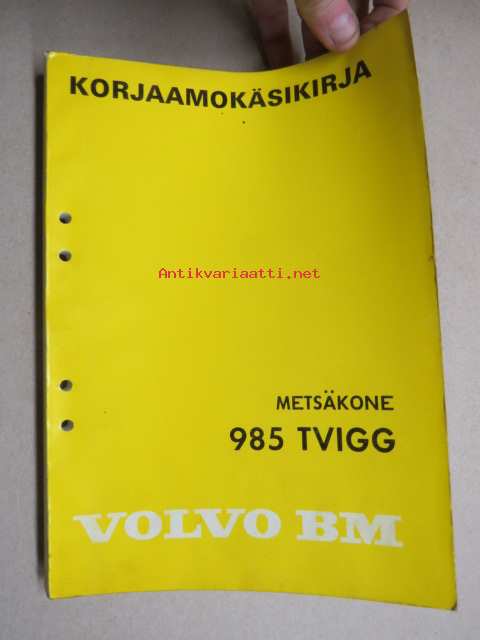 KORJAAMOKÄSIKIRJA
Antikvariaatti.net
METSÄKONE
985 TVIGG
VOLVO BM